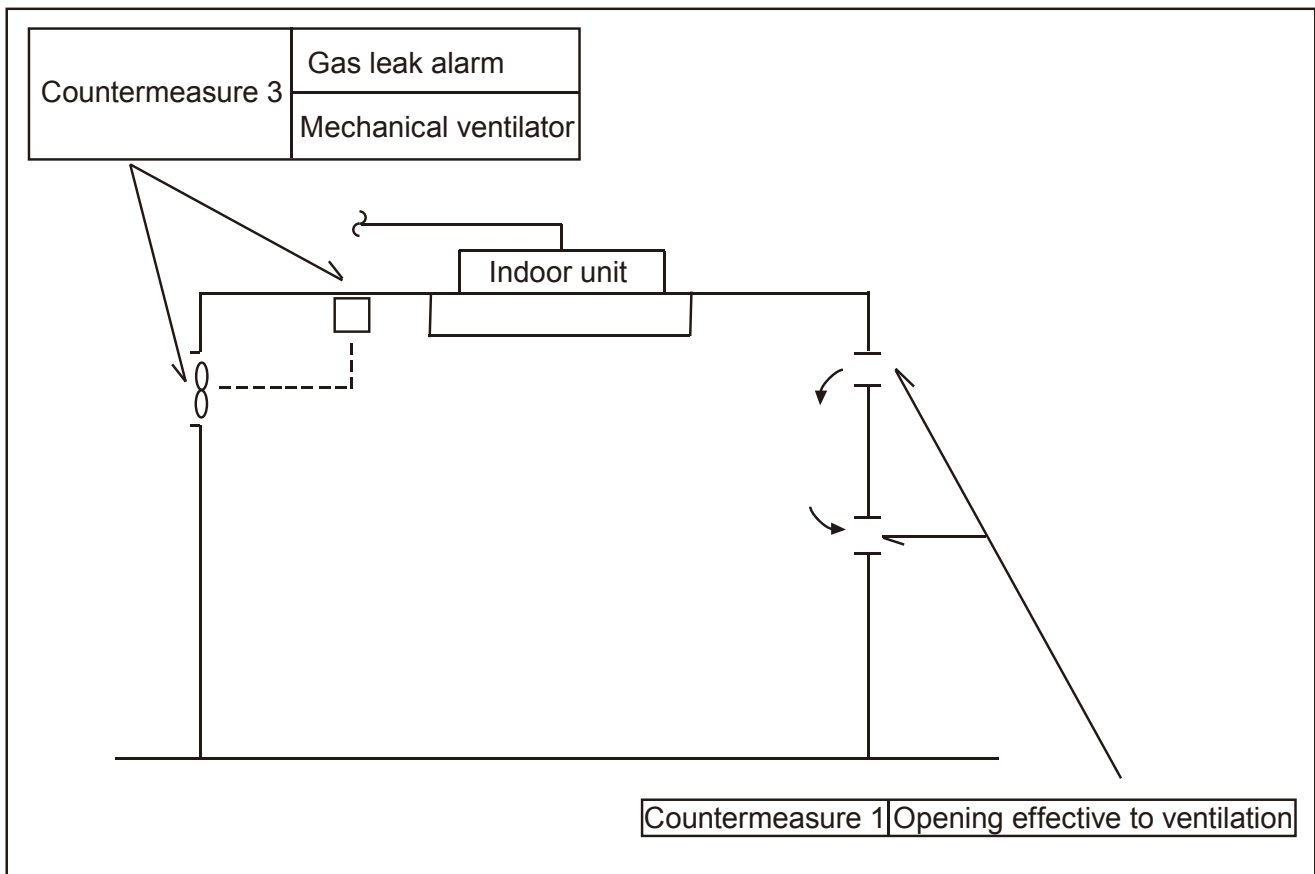 Countermeasure 3
Gas leak alarm
Mechanical ventilator
Indoor unit
Countermeasure 1
Opening effective to ventilation